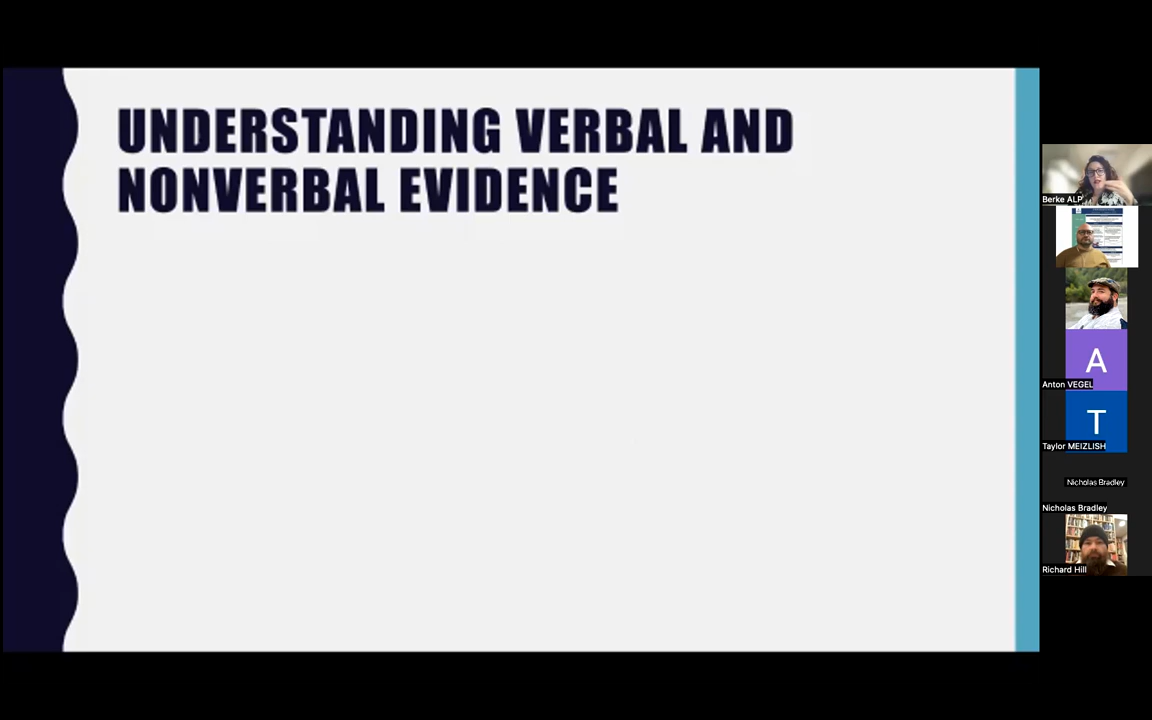 UNDERSTANDING VERBAL AND
NONVERBAL EVIDENCE
Berke ALP
A
Anton VEGEL
T
Taylor MEIZLISH
Nicholas Bradley
Nicholas Bradley
Richard Hill